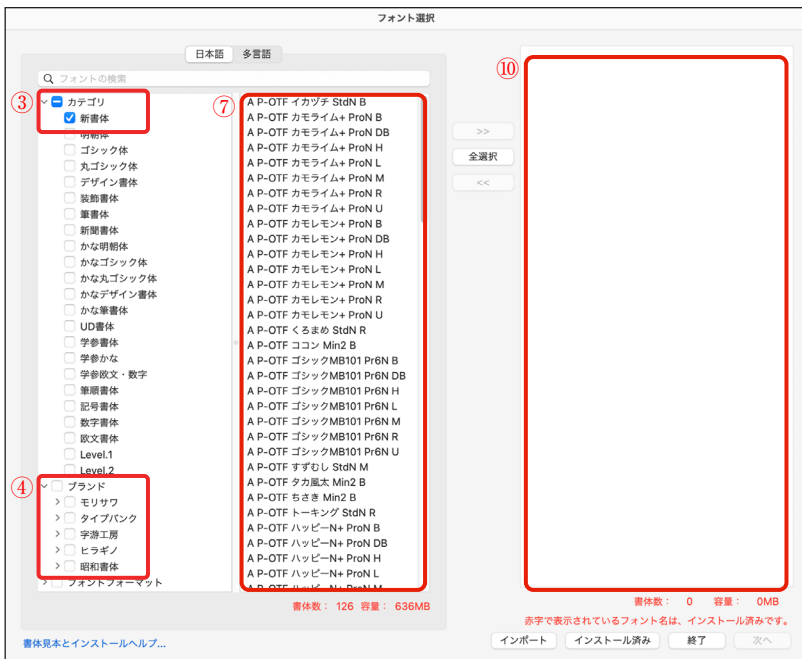 フォント選択
日本語 多言語
フォントの検索
③
カテゴリ
新書体
明朝体
ゴシック体
丸ゴシック体
デザイン書体
装飾書体
筆書体
新聞書体
かな明朝体
かなゴシック体
かな丸ゴシック体
かなデザイン書体
かな筆書体
UD書体
学参書体
学参かな
学参欧文・数字
筆順書体
記号書体
数字書体
欧文書体
Level.1
Level.2
④
ブランド
モリサワ
タイプバンク
字游工房
ヒラギノ
昭和書体
フォントフォーマット
⑦
A P-OTF イカヅチ StdN B
A P-OTF カモライム+ ProN B
A P-OTF カモライム+ ProN DB
A P-OTF カモライム+ ProN H
A P-OTF カモライム+ ProN L
A P-OTF カモライム+ ProN M
A P-OTF カモライム+ ProN R
A P-OTF カモライム+ ProN U
A P-OTF カモレモン+ ProN B
A P-OTF カモレモン+ ProN DB
A P-OTF カモレモン+ ProN H
A P-OTF カモレモン+ ProN L
A P-OTF カモレモン+ ProN M
A P-OTF カモレモン+ ProN R
A P-OTF カモレモン+ ProN U
A P-OTF くろまめ StdN R
A P-OTF ココン Min2 B
A P-OTF ゴシックMB101 Pr6N B
A P-OTF ゴシックMB101 Pr6N DB
A P-OTF ゴシックMB101 Pr6N H
A P-OTF ゴシックMB101 Pr6N L
A P-OTF ゴシックMB101 Pr6N M
A P-OTF ゴシックMB101 Pr6N R
A P-OTF ゴシックMB101 Pr6N U
A P-OTF すずむし StdN M
A P-OTF タカ風太 Min2 B
A P-OTF ちさき Min2 B
A P-OTF トーキング StdN R
A P-OTF ハッピーN+ ProN B
A P-OTF ハッピーN+ ProN DB
A P-OTF ハッピーN+ ProN H
A P-OTF ハッピーN+ ProN L
A P-OTF ハッピーN+ ProN M
書体数： 126 容量： 636MB
>>
全選択
<<
⑩
書体数： 0 容量： 0MB
赤字で表示されているフォント名は、インストール済みです。
書体見本とインストールヘルプ...
インポート インストール済み 終了 次へ